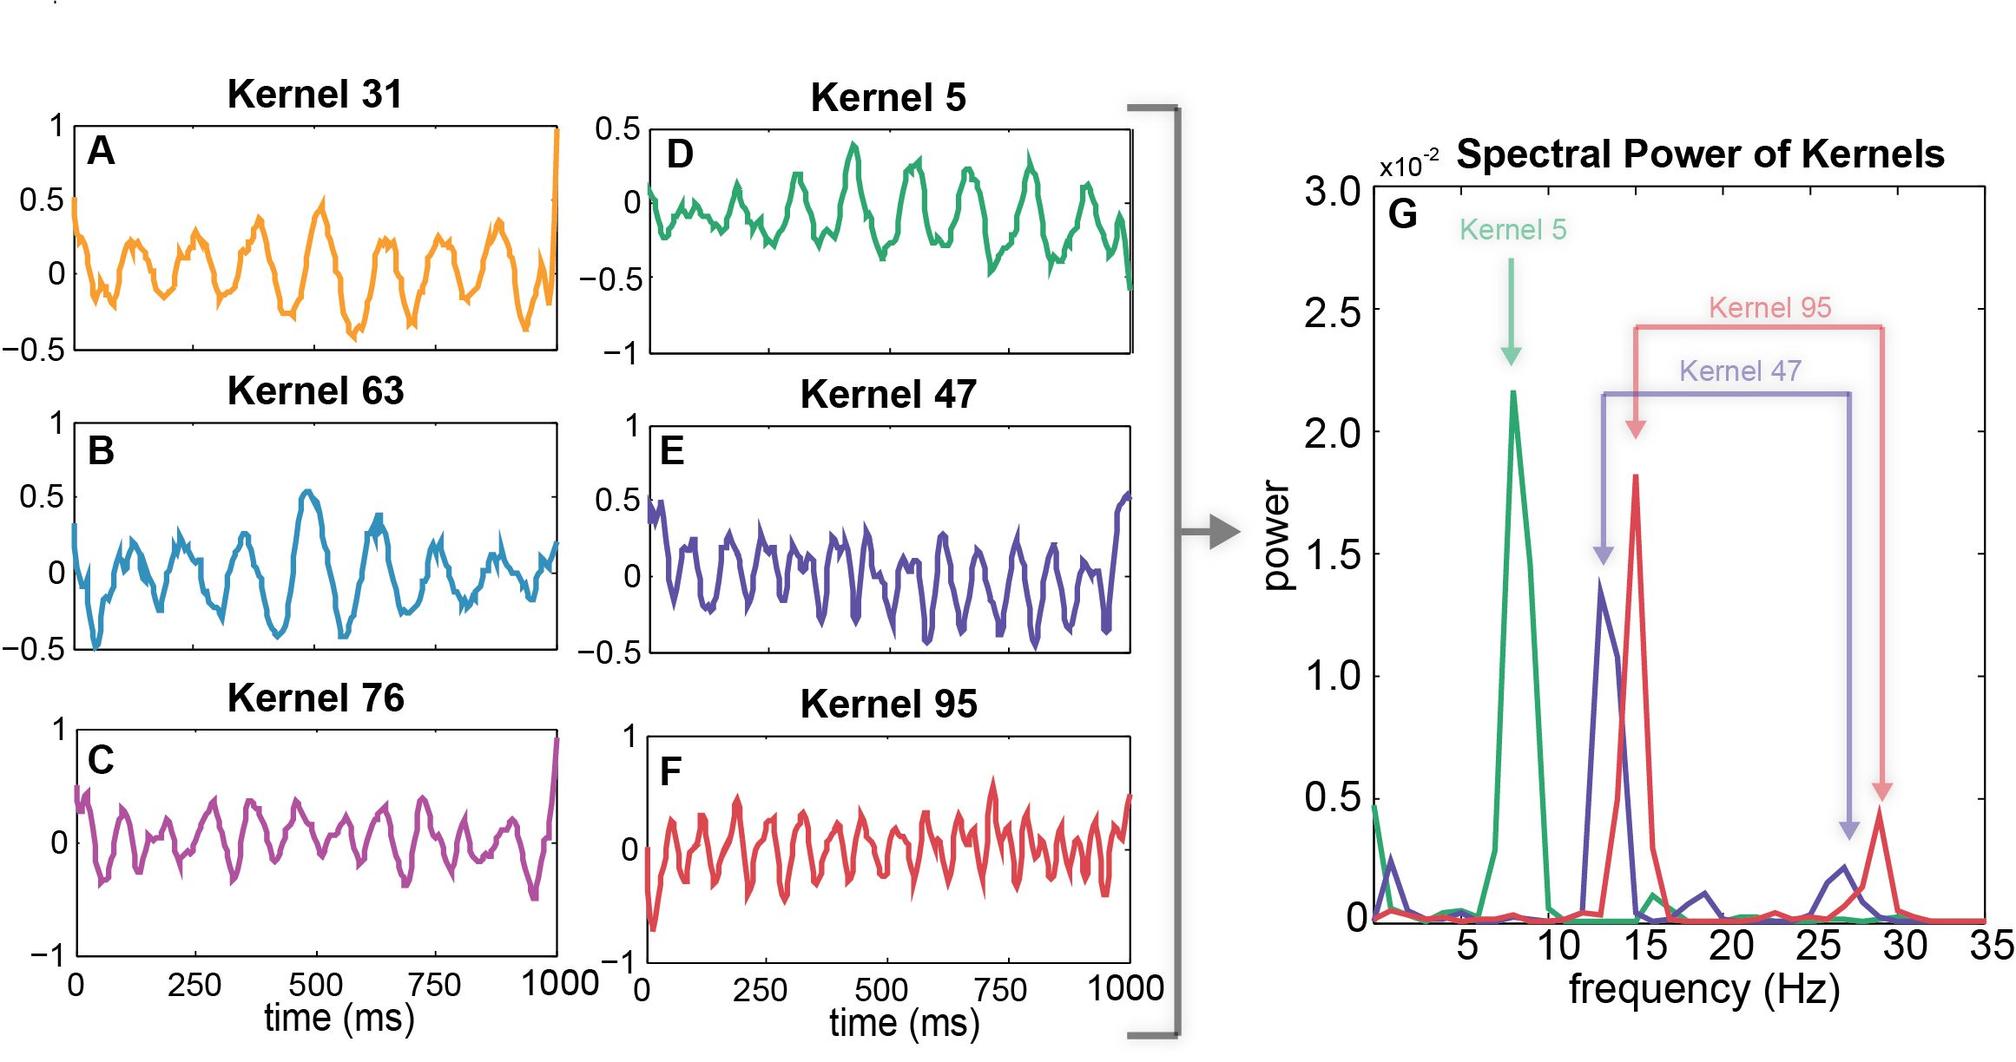 Kernel 31
A
1
0.5
0
−0.5
Kernel 63
B
1
0.5
0
−0.5
Kernel 76
C
1
0
−1
0 250 500 750 1000
time (ms)
Kernel 5
D
0.5
0
−0.5
−1
Kernel 47
E
1
0.5
0
−0.5
Kernel 95
F
1
0
−1
0 250 500 750 1000
time (ms)
x10-2 Spectral Power of Kernels
G
Kernel 5
Kernel 95
Kernel 47
3.0
2.5
2.0
1.5
1.0
0.5
0
power
5 10 15 20 25 30 35
frequency (Hz)